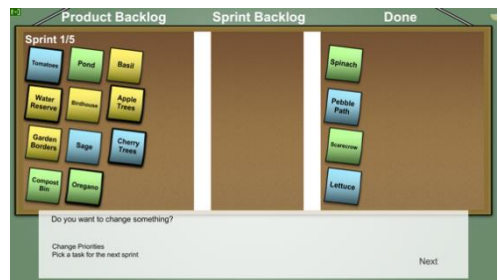 Product Backlog Sprint Backlog Done
Sprint 1/5
Tomatoes Pond Basil
Water Reserve Birdhouse Apple Trees
Garden Borders Sage Cherry Trees
Compost Bin Oregano
Spinach
Pebble Path
Scarecrow
Lettuce
Do you want to change something?
Change Priorities
Pick a task for the next sprint
Next